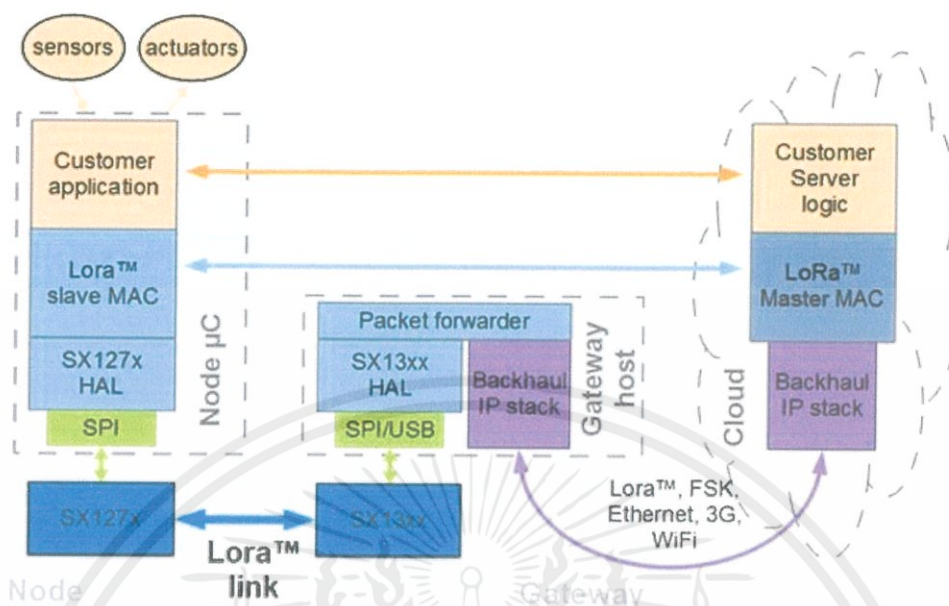 sensors
actuators
Customer
application
Lora™
slave MAC
SX127x
HAL
SPI
Node µC
SX127x
Lora™
link
Packet forwarder
SX13xx
HAL
SPI/USB
Backhaul
IP stack
Gateway
host
SX13xx
Lora™, FSK,
Ethernet, 3G,
WiFi
Customer
Server
logic
LoRa™
Master MAC
Backhaul
IP stack
Cloud
Node
Gateway